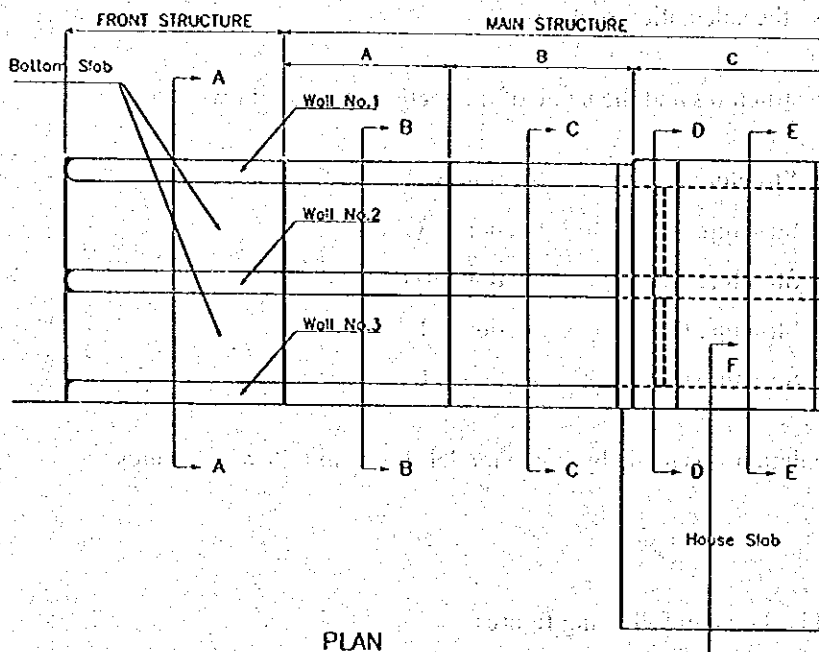 FRONT STRUCTURE
MAIN STRUCTURE
A
B
C
Bottom Slab
A
Wall No.1
B
C
D
E
Wall No.2
Wall No.3
F
A
B
C
D
E
House Slab
PLAN